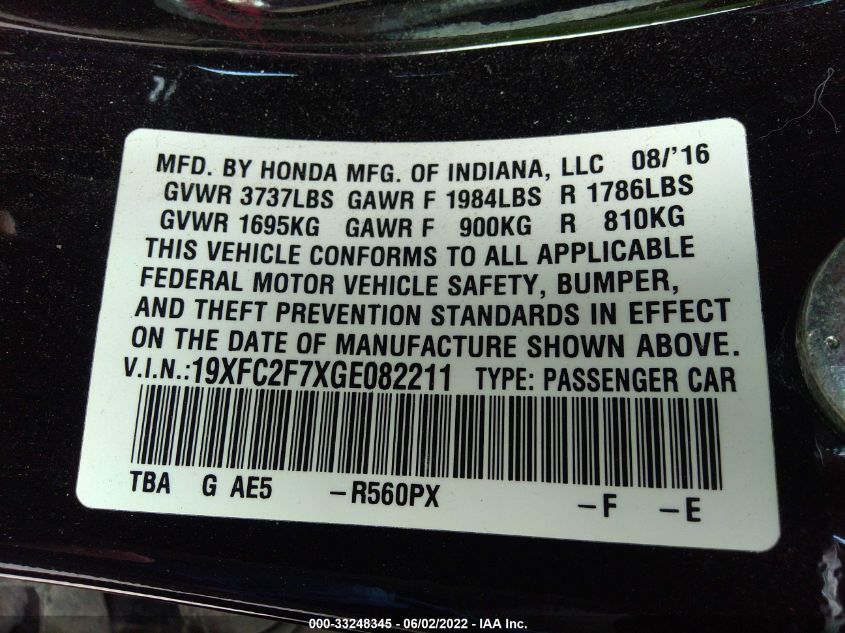 MFD. BY HONDA MFG. OF INDIANA, LLC 08/'16
GVWR 3737LBS GAWR F 1984LBS R 1786LBS
GVWR 1695KG GAWR F 900KG R 810KG
THIS VEHICLE CONFORMS TO ALL APPLICABLE
FEDERAL MOTOR VEHICLE SAFETY, BUMPER,
AND THEFT PREVENTION STANDARDS IN EFFECT
ON THE DATE OF MANUFACTURE SHOWN ABOVE.
V.I.N.:19XFC2F7XGE082211 TYPE: PASSENGER CAR
TBA G AE5 -R560PX -F -E
000-33248345 - 06/02/2022 - IAA Inc.